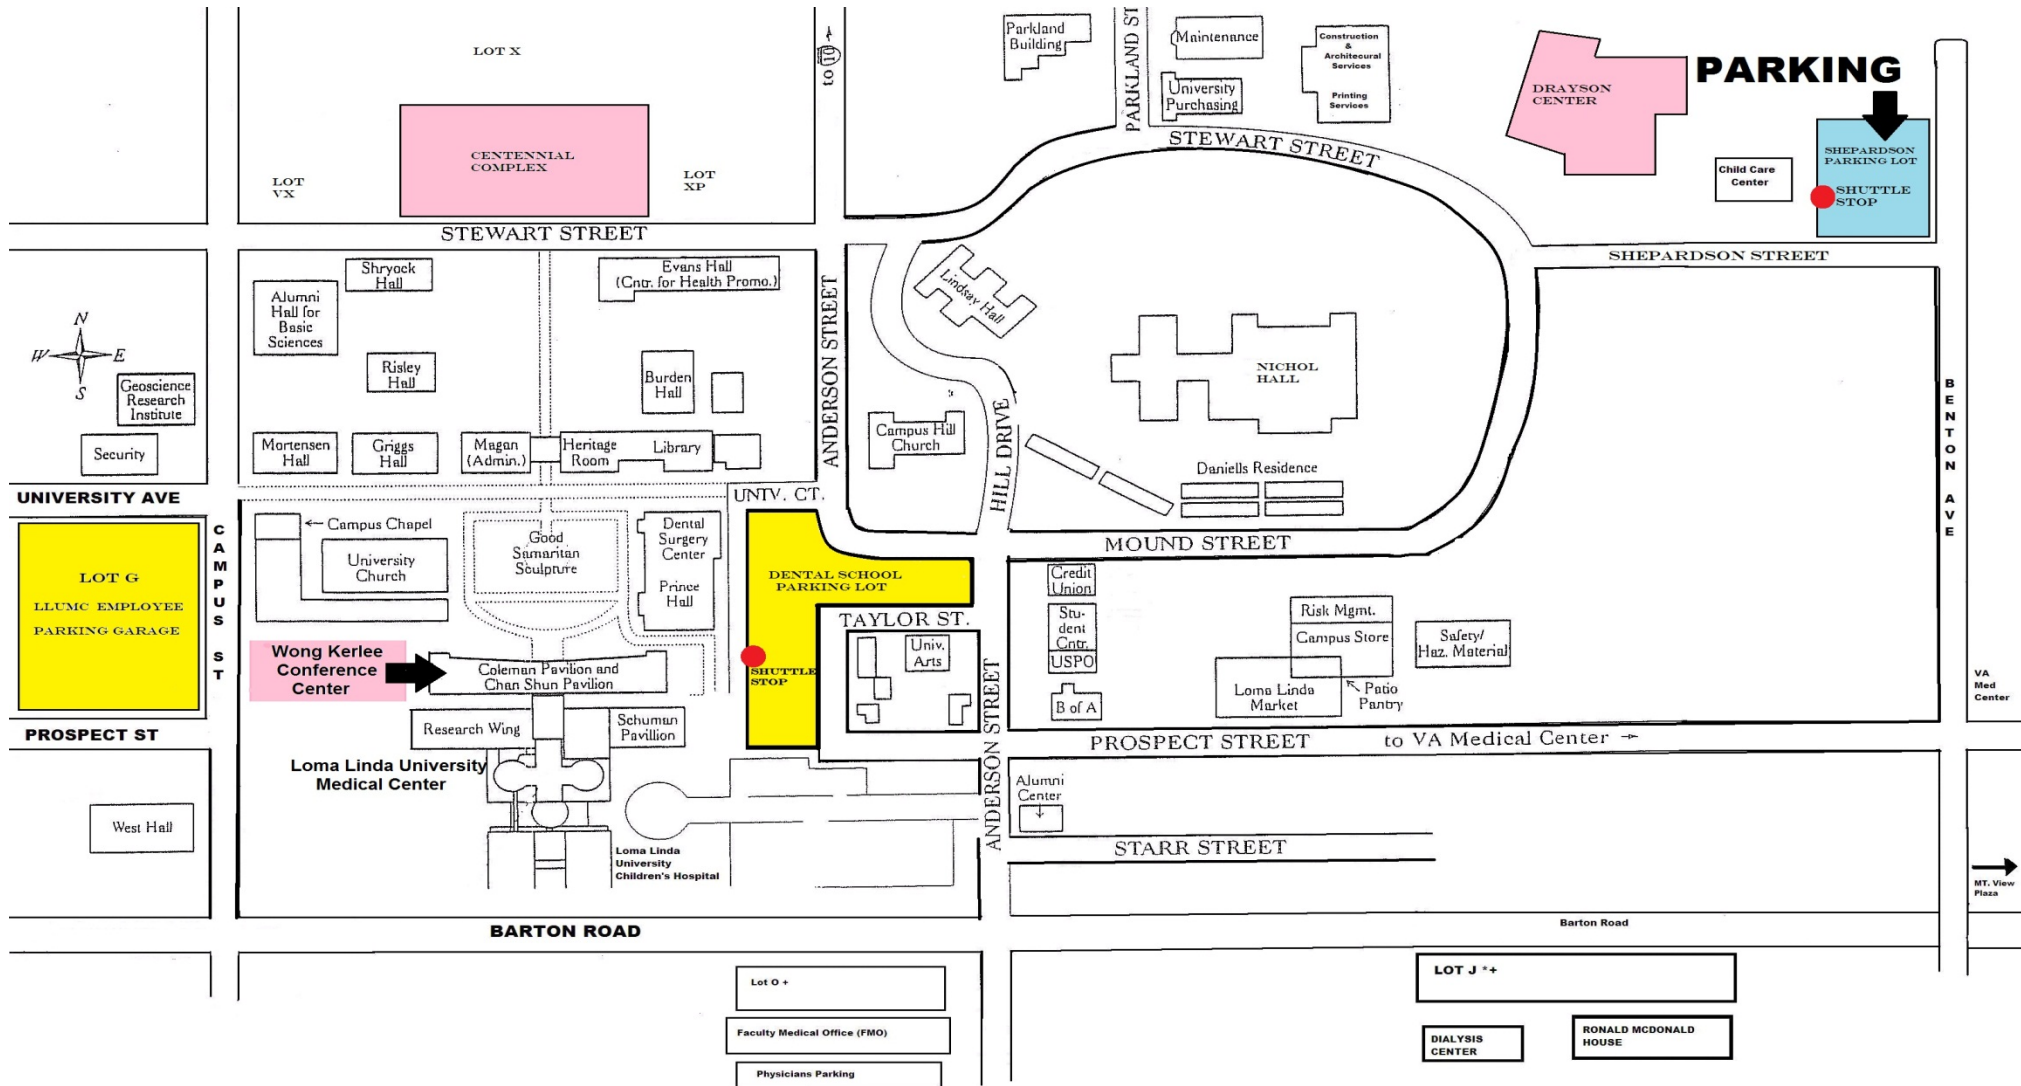 LOT X
to 10 →
Parkland
Building
PARKLAND ST
Maintenance
University
Purchasing
Construction
&
Architecural
Services
Printing
Services
DRAYSON
CENTER
PARKING
SHEPARDSON
PARKING LOT
SHUTTLE
STOP
Child Care
Center
CENTENNIAL
COMPLEX
LOT
VX
LOT
XP
STEWART STREET
STEWART STREET
SHEPARDSON STREET
Shryock
Hall
Evans Hall
(Cntr. for Health Promo.)
Alumni
Hall for
Basic
Sciences
Risley
Hall
Burden
Hall
ANDERSON STREET
Lindsay Hall
NICHOL
HALL
N
W E
S
Geoscience
Research
Institute
Security
Mortensen
Hall
Griggs
Hall
Magan
(Admin.)
Heritage
Room
Library
Campus Hill
Church
HILL DRIVE
Daniells Residence
BENTON AVE
UNIVERSITY AVE
UNIV. CT.
CAMPUS ST
← Campus Chapel
University
Church
Good
Samaritan
Sculpture
Dental
Surgery
Center
Prince
Hall
MOUND STREET
LOT G
LLUMC EMPLOYEE
PARKING GARAGE
DENTAL SCHOOL
PARKING LOT
SHUTTLE
STOP
TAYLOR ST.
Univ.
Arts
Credit
Union
Stu-
dent
Cntr.
USPO
B of A
Risk Mgmt.
Campus Store
Safety/
Haz. Material
Loma Linda
Market
Patio
Pantry
Wong Kerlee
Conference
Center
Coleman Pavilion and
Chan Shun Pavilion
Research Wing
Schuman
Pavillion
VA
Med
Center
PROSPECT ST
PROSPECT STREET to VA Medical Center →
Loma Linda University
Medical Center
ANDERSON STREET
Alumni
Center
West Hall
STARR STREET
Loma Linda
University
Children's Hospital
MT. View
Plaza
BARTON ROAD
Barton Road
Lot O +
LOT J *+
Faculty Medical Office (FMO)
Physicians Parking
DIALYSIS
CENTER
RONALD MCDONALD
HOUSE